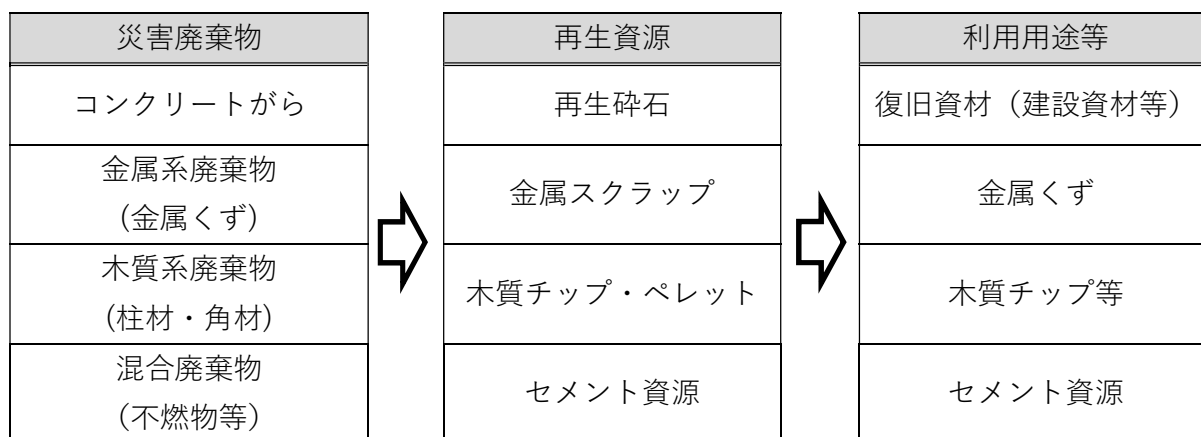 災害廃棄物
コンクリートがら
金属系廃棄物
(金属くず)
木質系廃棄物
(柱材・角材)
混合廃棄物
(不燃物等)
再生資源
再生砕石
金属スクラップ
木質チップ・ペレット
セメント資源
利用用途等
復旧資材（建設資材等）
金属くず
木質チップ等
セメント資源